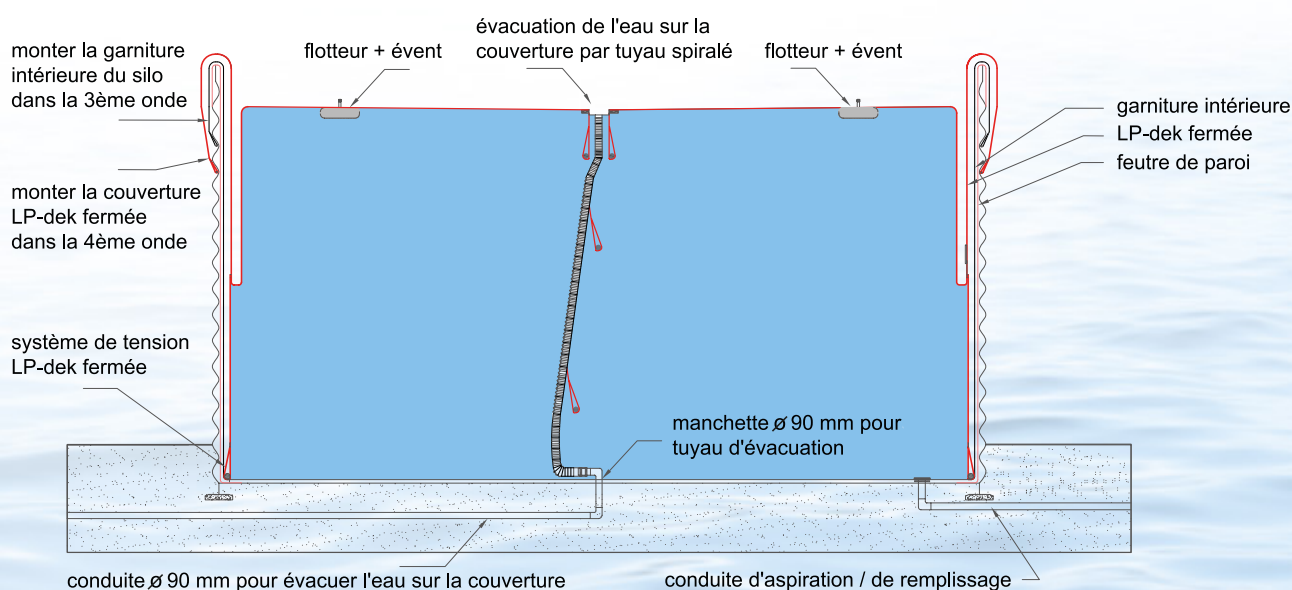 monter la garniture
intérieure du silo
dans la 3ème onde
flotteur + évent
évacuation de l'eau sur la
couverture par tuyau spiralé
flotteur + évent
garniture intérieure
LP-dek fermée
feutre de paroi
monter la couverture
LP-dek fermée
dans la 4ème onde
système de tension
LP-dek fermée
manchette ⌀ 90 mm pour
tuyau d'évacuation
conduite ⌀ 90 mm pour évacuer l'eau sur la couverture
conduite d'aspiration / de remplissage